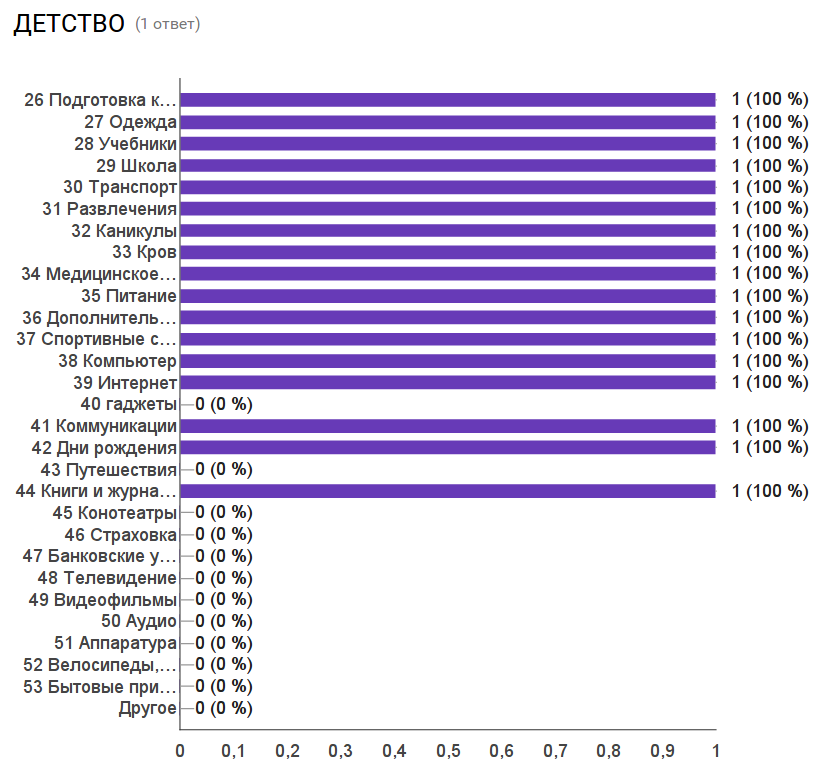 ДЕТСТВО (1 ответ)
26 Подготовка к… 1 (100 %)
27 Одежда 1 (100 %)
28 Учебники 1 (100 %)
29 Школа 1 (100 %)
30 Транспорт 1 (100 %)
31 Развлечения 1 (100 %)
32 Каникулы 1 (100 %)
33 Кров 1 (100 %)
34 Медицинское… 1 (100 %)
35 Питание 1 (100 %)
36 Дополнитель… 1 (100 %)
37 Спортивные с… 1 (100 %)
38 Компьютер 1 (100 %)
39 Интернет 1 (100 %)
40 гаджеты 0 (0 %)
41 Коммуникации 1 (100 %)
42 Дни рождения 1 (100 %)
43 Путешествия 0 (0 %)
44 Книги и журна… 1 (100 %)
45 Конотеатры 0 (0 %)
46 Страховка 0 (0 %)
47 Банковские у… 0 (0 %)
48 Телевидение 0 (0 %)
49 Видеофильмы 0 (0 %)
50 Аудио 0 (0 %)
51 Аппаратура 0 (0 %)
52 Велосипеды,… 0 (0 %)
53 Бытовые при… 0 (0 %)
Другое 0 (0 %)
0 0,1 0,2 0,3 0,4 0,5 0,6 0,7 0,8 0,9 1